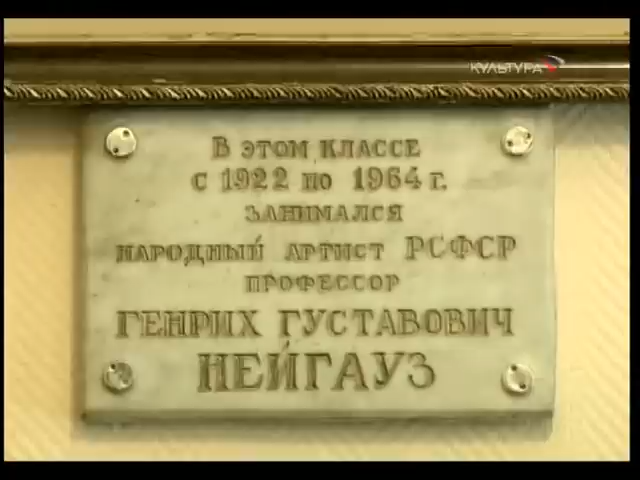 КУЛЬТУРА
В ЭТОМ КЛАССЕ
С 1922 ПО 1964 Г.
ЗАНИМАЛСЯ
НАРОДНЫЙ АРТИСТ РСФСР
ПРОФЕССОР
ГЕНРИХ ГУСТАВОВИЧ
НЕЙГАУЗ